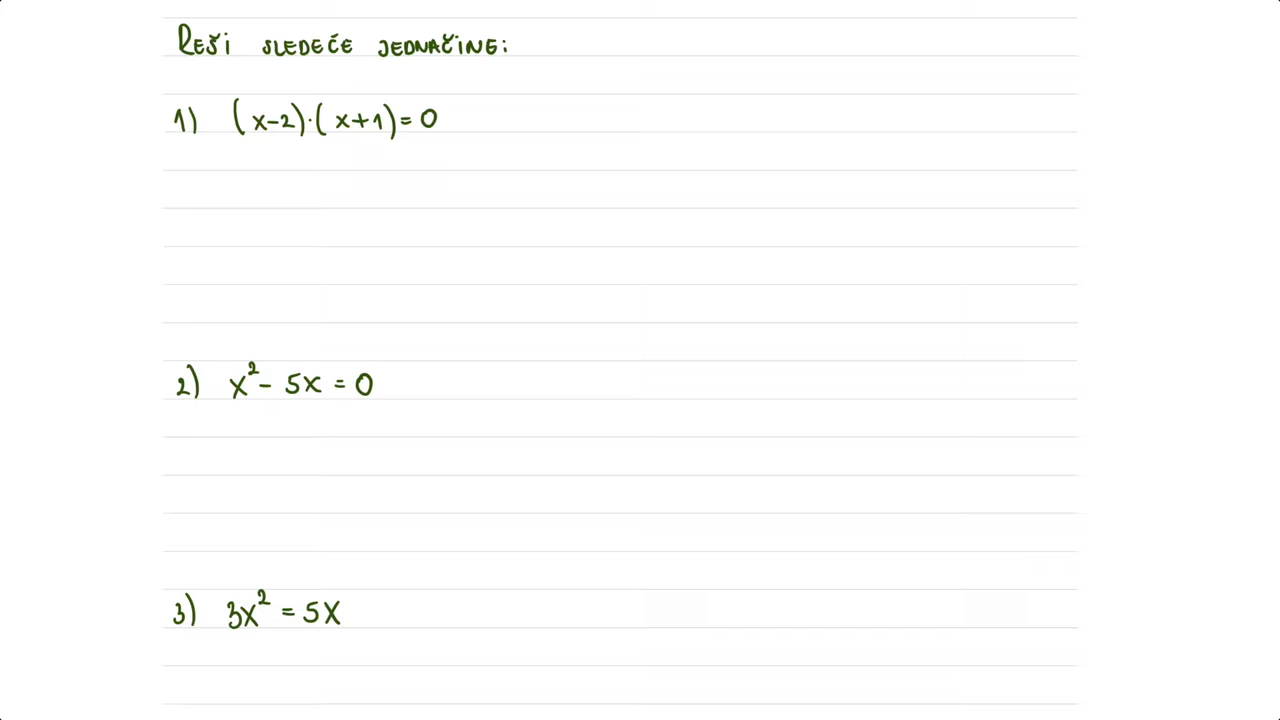 Reši sledeće jednačine:
1) (x-2)·(x+1)=0
2) x² - 5x = 0
3) 3x² = 5x